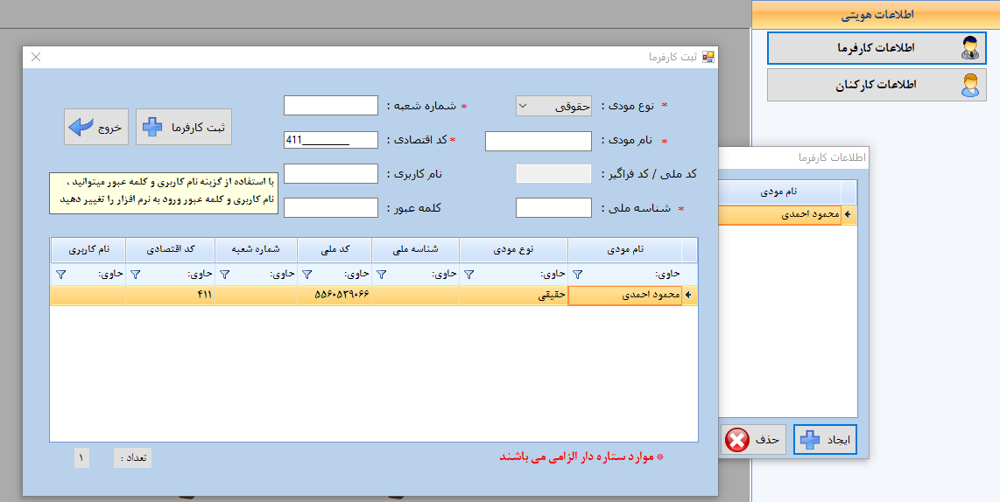 اطلاعات هویتی
اطلاعات کارفرما
اطلاعات کارکنان
ثبت کارفرما
* نوع مودی : حقوقی
* شماره شعبه :
* نام مودی :
* کد اقتصادی : 411_________
کد ملی / کد فراگیر :
نام کاربری :
* شناسه ملی :
کلمه عبور :
ثبت کارفرما
خروج
با استفاده از گزینه نام کاربری و کلمه عبور میتوانید ،
نام کاربری و کلمه عبور ورود به نرم افزار را تغییر دهید
نام مودی نوع مودی شناسه ملی کد ملی شماره شعبه کد اقتصادی نام کاربری
حاوی: حاوی: حاوی: حاوی: حاوی: حاوی: حاوی:
محمود احمدی حقیقی ۵۵۶۰۵۳۹۰۶۶ ۴۱۱
* موارد ستاره دار الزامی می باشند
تعداد : ۱
اطلاعات کارفرما
نام مودی
محمود احمدی
ایجاد
حذف